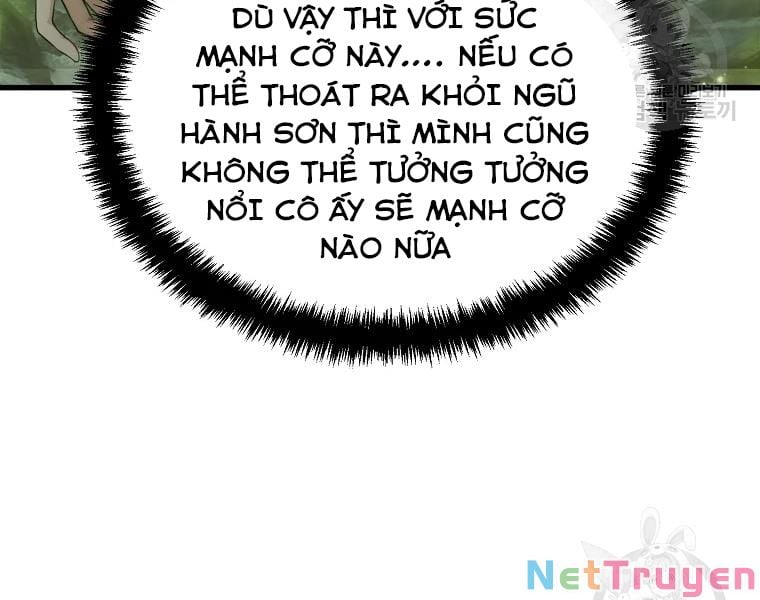 DÙ VẬY THÌ VỚI SỨC
MẠNH CỠ NÀY.... NẾU CÓ
THỂ THOÁT RA KHỎI NGŨ
HÀNH SƠN THÌ MÌNH CŨNG
KHÔNG THỂ TƯỞNG TƯỢNG
NỔI CÔ ẤY SẼ MẠNH CỠ
NÀO NỮA
NetTruyen